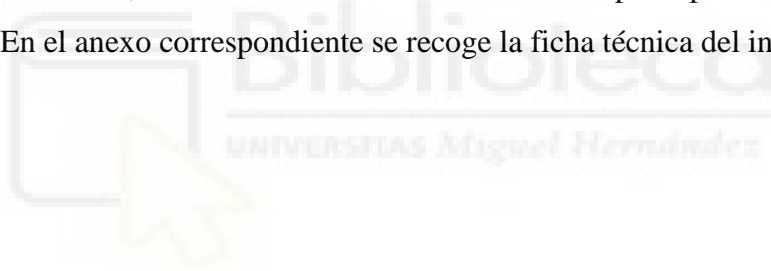 En el anexo correspondiente se recoge la ficha técnica del in
Biblioteca
UNIVERSITAS Miguel Hernández